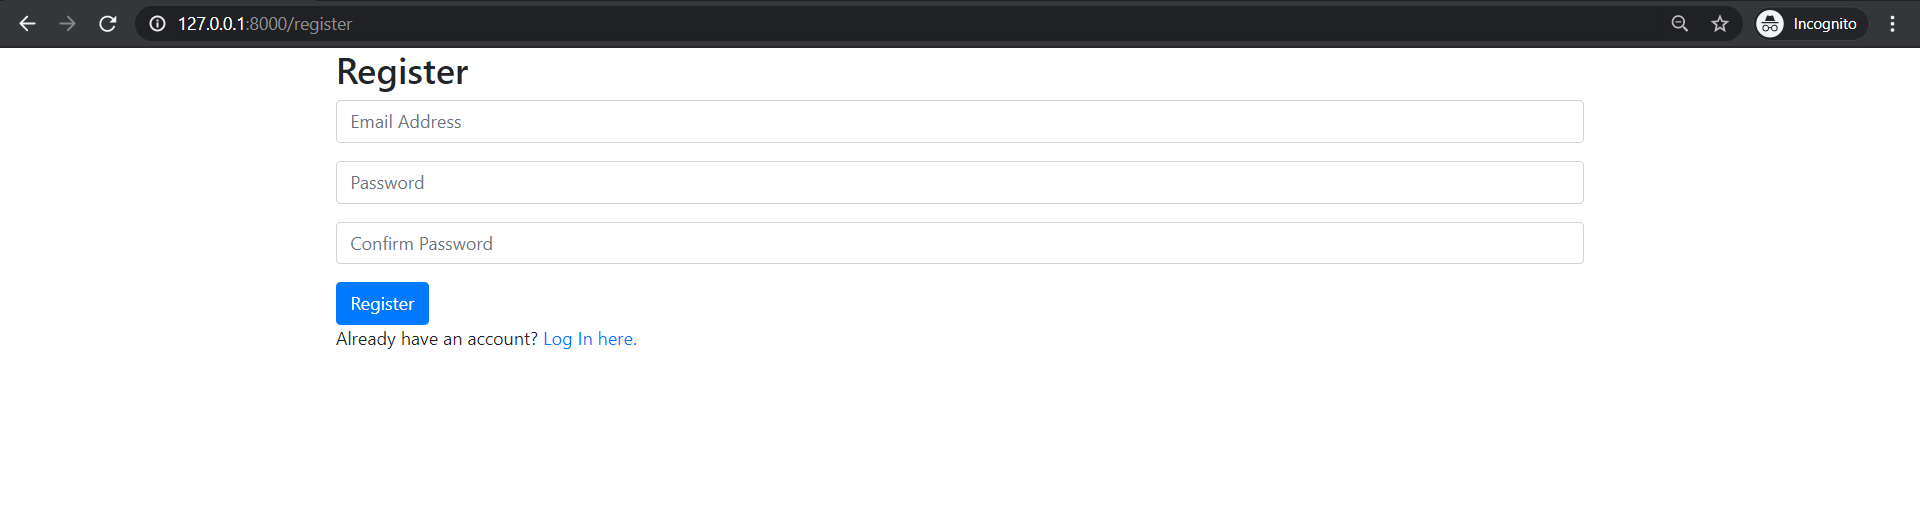 127.0.0.1:8000/register
Incognito
Register
Email Address
Password
Confirm Password
Register
Already have an account? Log In here.